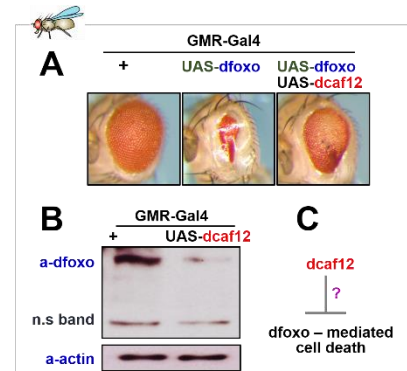 GMR-Gal4
A
+
UAS-dfoxo
UAS-dfoxo
UAS-dcaf12
B
GMR-Gal4
+
UAS-dcaf12
a-dfoxo
n.s band
a-actin
C
dcaf12
?
dfoxo – mediated
cell death